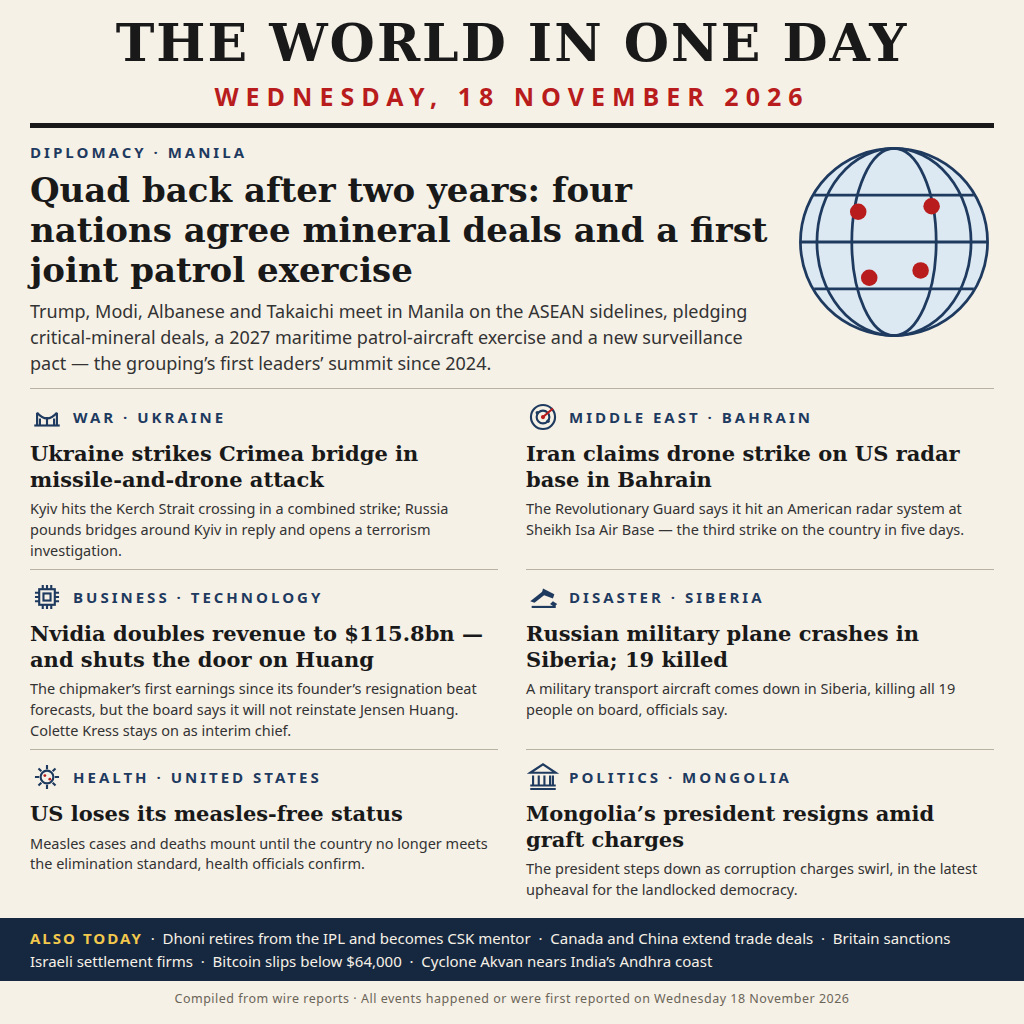 THE WORLD IN ONE DAY
WEDNESDAY, 18 NOVEMBER 2026
DIPLOMACY · MANILA
Quad back after two years: four
nations agree mineral deals and a first
joint patrol exercise
Trump, Modi, Albanese and Takaichi meet in Manila on the ASEAN sidelines, pledging
critical-mineral deals, a 2027 maritime patrol-aircraft exercise and a new surveillance
pact — the grouping’s first leaders’ summit since 2024.
WAR · UKRAINE
Ukraine strikes Crimea bridge in
missile-and-drone attack
Kyiv hits the Kerch Strait crossing in a combined strike; Russia
pounds bridges around Kyiv in reply and opens a terrorism
investigation.
MIDDLE EAST · BAHRAIN
Iran claims drone strike on US radar
base in Bahrain
The Revolutionary Guard says it hit an American radar system at
Sheikh Isa Air Base — the third strike on the country in five days.
BUSINESS · TECHNOLOGY
Nvidia doubles revenue to $115.8bn —
and shuts the door on Huang
The chipmaker’s first earnings since its founder’s resignation beat
forecasts, but the board says it will not reinstate Jensen Huang.
Colette Kress stays on as interim chief.
DISASTER · SIBERIA
Russian military plane crashes in
Siberia; 19 killed
A military transport aircraft comes down in Siberia, killing all 19
people on board, officials say.
HEALTH · UNITED STATES
US loses its measles-free status
Measles cases and deaths mount until the country no longer meets
the elimination standard, health officials confirm.
POLITICS · MONGOLIA
Mongolia’s president resigns amid
graft charges
The president steps down as corruption charges swirl, in the latest
upheaval for the landlocked democracy.
ALSO TODAY · Dhoni retires from the IPL and becomes CSK mentor · Canada and China extend trade deals · Britain sanctions
Israeli settlement firms · Bitcoin slips below $64,000 · Cyclone Akvan nears India’s Andhra coast
Compiled from wire reports · All events happened or were first reported on Wednesday 18 November 2026